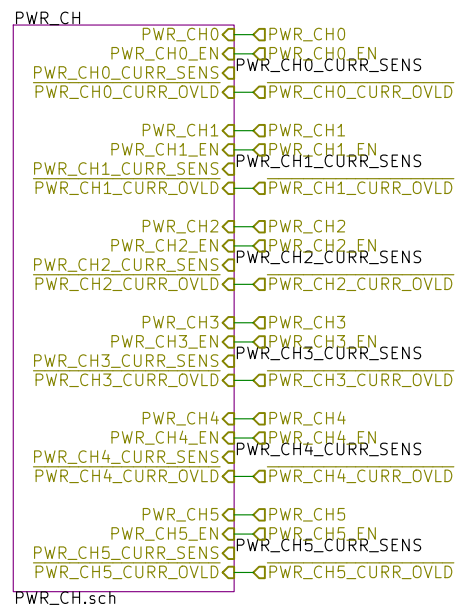 PWR_CH
PWR_CH0 PWR_CH0
PWR_CH0_EN PWR_CH0_EN
PWR_CH0_CURR_SENS PWR_CH0_CURR_SENS
PWR_CH0_CURR_OVLD PWR_CH0_CURR_OVLD
PWR_CH1 PWR_CH1
PWR_CH1_EN PWR_CH1_EN
PWR_CH1_CURR_SENS PWR_CH1_CURR_SENS
PWR_CH1_CURR_OVLD PWR_CH1_CURR_OVLD
PWR_CH2 PWR_CH2
PWR_CH2_EN PWR_CH2_EN
PWR_CH2_CURR_SENS PWR_CH2_CURR_SENS
PWR_CH2_CURR_OVLD PWR_CH2_CURR_OVLD
PWR_CH3 PWR_CH3
PWR_CH3_EN PWR_CH3_EN
PWR_CH3_CURR_SENS PWR_CH3_CURR_SENS
PWR_CH3_CURR_OVLD PWR_CH3_CURR_OVLD
PWR_CH4 PWR_CH4
PWR_CH4_EN PWR_CH4_EN
PWR_CH4_CURR_SENS PWR_CH4_CURR_SENS
PWR_CH4_CURR_OVLD PWR_CH4_CURR_OVLD
PWR_CH5 PWR_CH5
PWR_CH5_EN PWR_CH5_EN
PWR_CH5_CURR_SENS PWR_CH5_CURR_SENS
PWR_CH5_CURR_OVLD PWR_CH5_CURR_OVLD
PWR_CH.sch